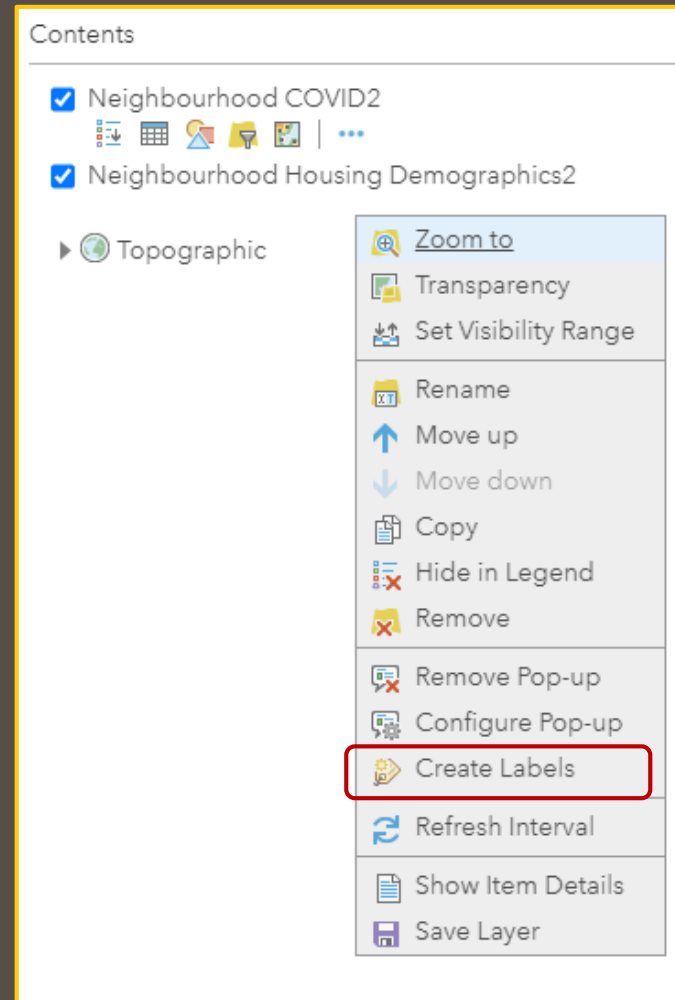 Contents
Neighbourhood COVID2
Neighbourhood Housing Demographics2
Topographic
Zoom to
Transparency
Set Visibility Range
Rename
Move up
Move down
Copy
Hide in Legend
Remove
Remove Pop-up
Configure Pop-up
Create Labels
Refresh Interval
Show Item Details
Save Layer